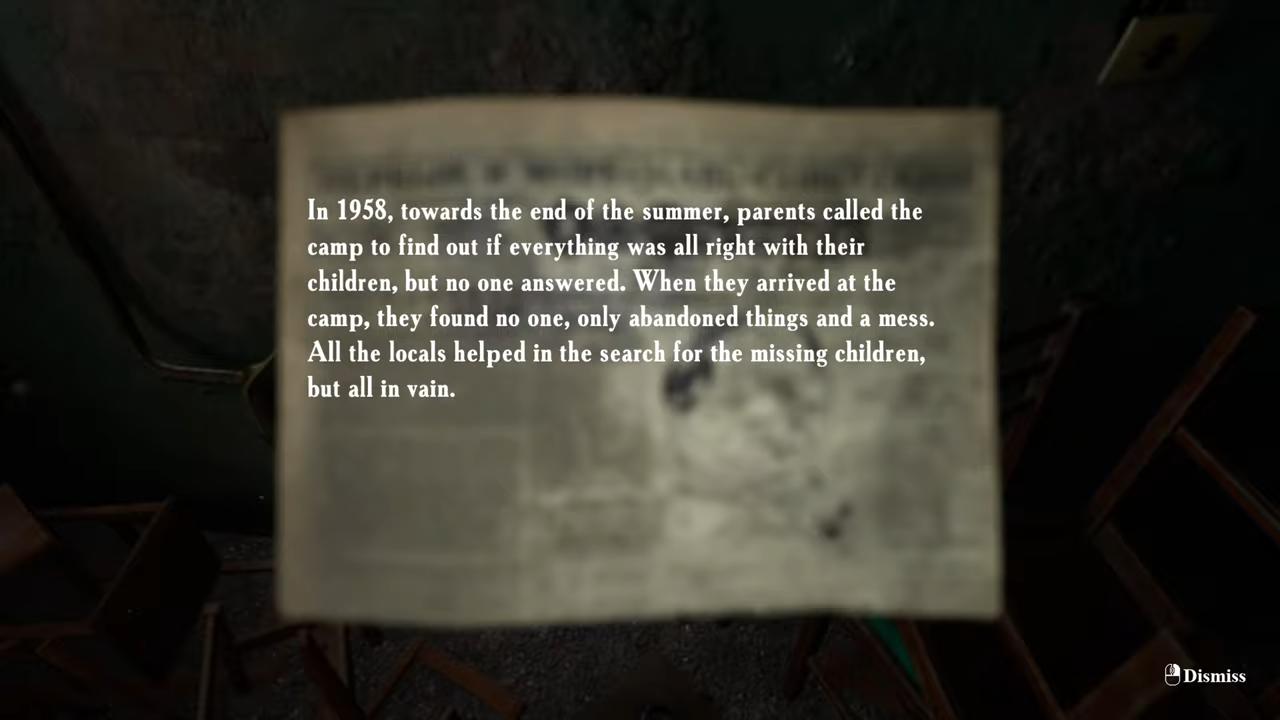 In 1958, towards the end of the summer, parents called the
camp to find out if everything was all right with their
children, but no one answered. When they arrived at the
camp, they found no one, only abandoned things and a mess.
All the locals helped in the search for the missing children,
but all in vain.
Dismiss